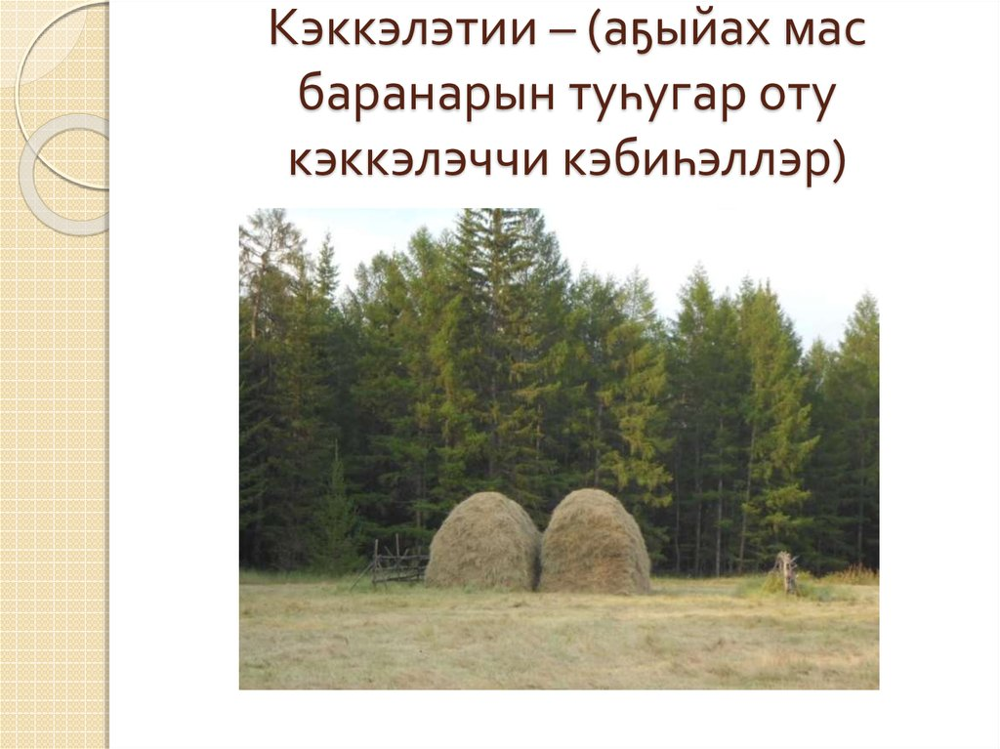 Кэккэлэтии – (аҕыйах мас
баранарын туһугар оту
кэккэлэччи кэбиһэллэр)